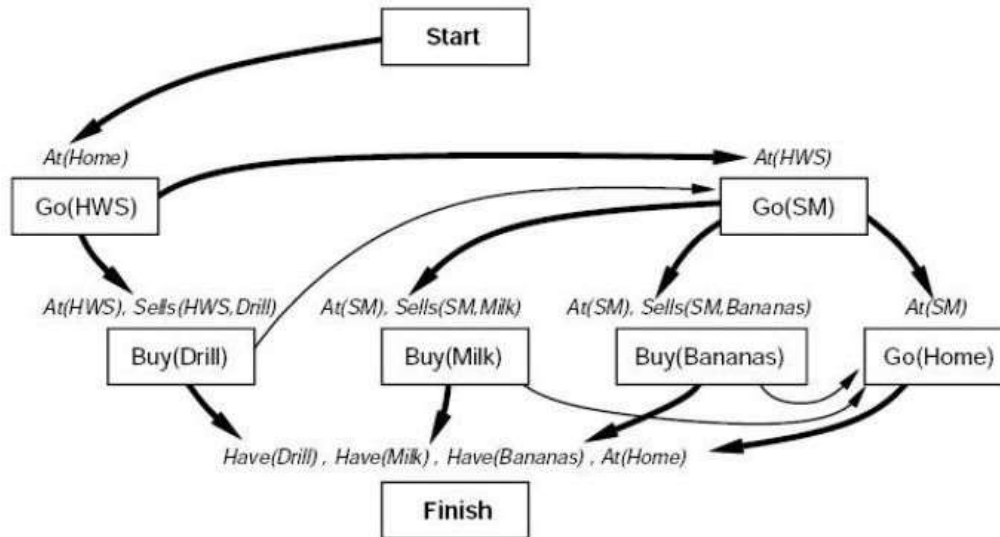 Start
At(Home)
At(HWS)
Go(HWS)
Go(SM)
At(HWS), Sells(HWS,Drill)
At(SM), Sells(SM,Milk)
At(SM), Sells(SM,Bananas)
At(SM)
Buy(Drill)
Buy(Milk)
Buy(Bananas)
Go(Home)
Have(Drill) , Have(Milk) , Have(Bananas) , At(Home)
Finish